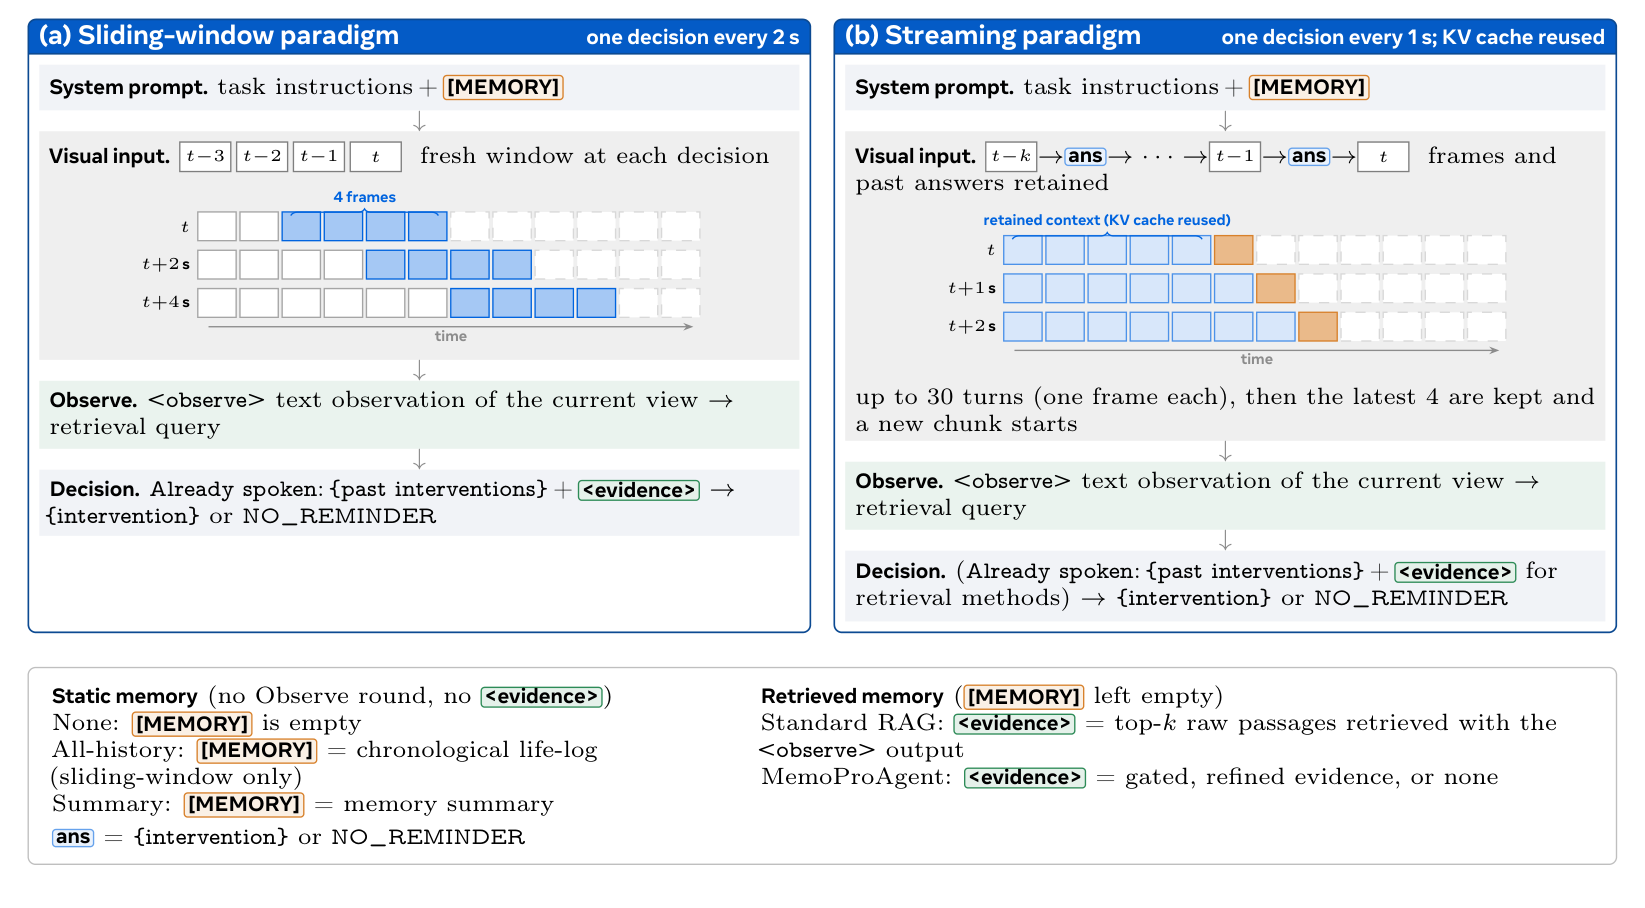 (a) Sliding-window paradigm one decision every 2 s
System prompt. task instructions + [MEMORY]
Visual input. t−3 t−2 t−1 t fresh window at each decision
4 frames
t
t+2 s
t+4 s
time
Observe. <observe> text observation of the current view →
retrieval query
Decision. Already spoken: {past interventions} + <evidence> →
{intervention} or NO_REMINDER
(b) Streaming paradigm one decision every 1 s; KV cache reused
System prompt. task instructions + [MEMORY]
Visual input. t−k → ans → ··· → t−1 → ans → t frames and
past answers retained
retained context (KV cache reused)
t
t+1 s
t+2 s
time
up to 30 turns (one frame each), then the latest 4 are kept and
a new chunk starts
Observe. <observe> text observation of the current view →
retrieval query
Decision. (Already spoken: {past interventions} + <evidence> for
retrieval methods) → {intervention} or NO_REMINDER
Static memory (no Observe round, no <evidence>)
None: [MEMORY] is empty
All-history: [MEMORY] = chronological life-log
(sliding-window only)
Summary: [MEMORY] = memory summary
ans = {intervention} or NO_REMINDER
Retrieved memory ([MEMORY] left empty)
Standard RAG: <evidence> = top-k raw passages retrieved with the
<observe> output
MemoProAgent: <evidence> = gated, refined evidence, or none